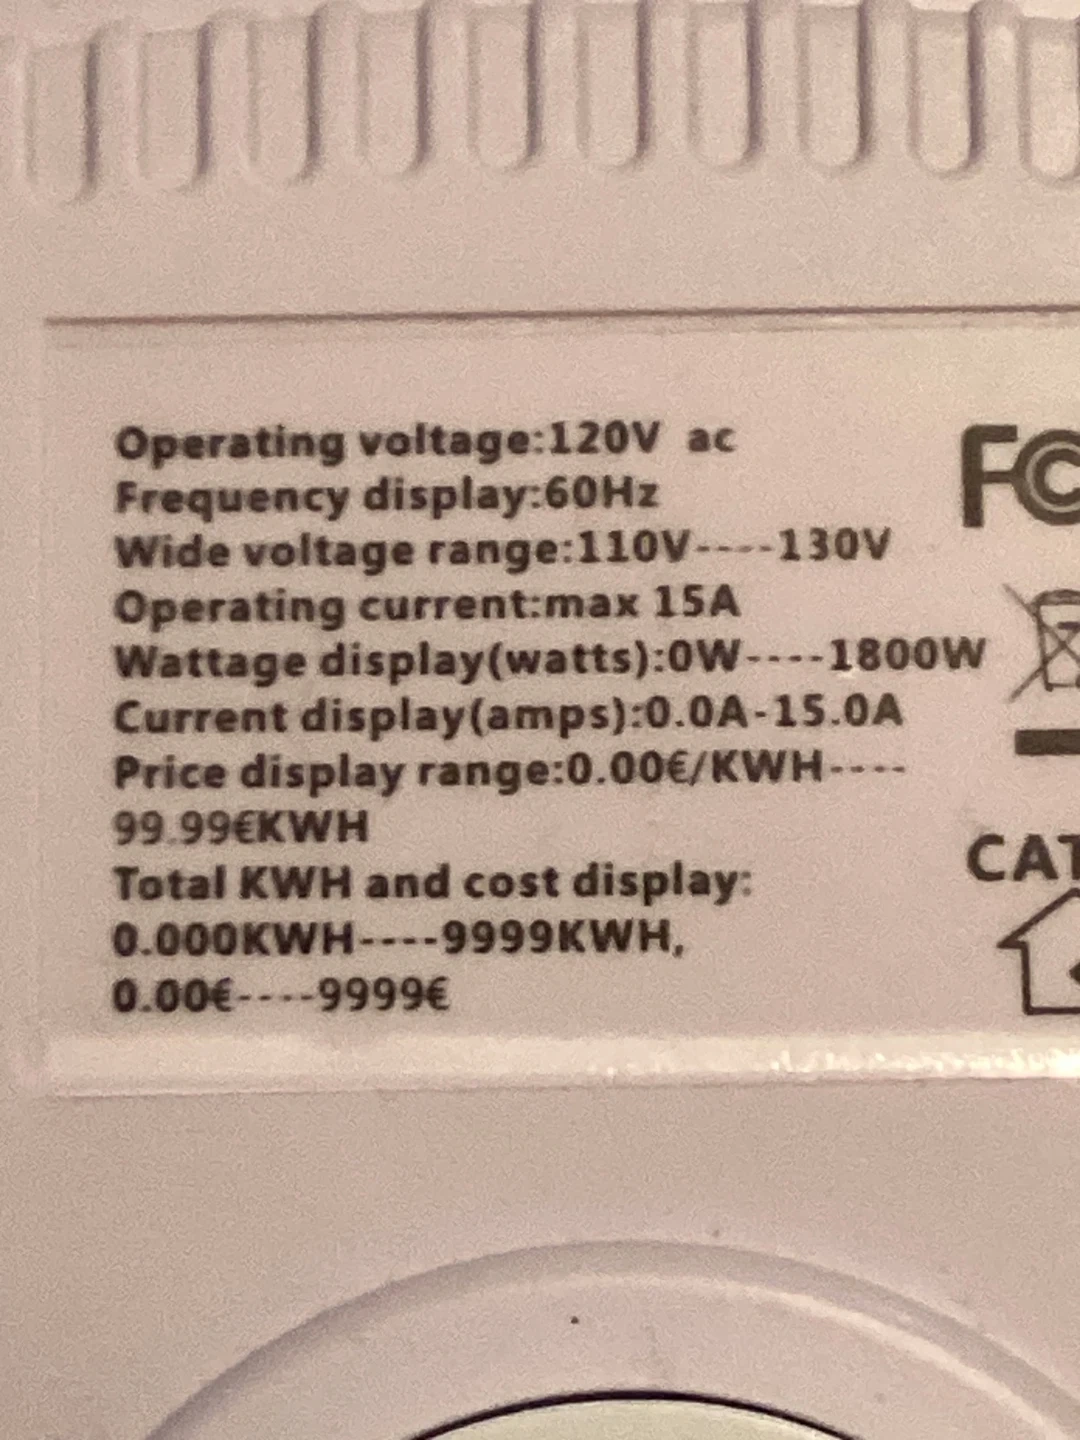 Operating voltage:120V ac
Frequency display:60Hz
Wide voltage range:110V----130V
Operating current:max 15A
Wattage display(watts):0W----1800W
Current display(amps):0.0A-15.0A
Price display range:0.00€/KWH----
99.99€KWH
Total KWH and cost display:
0.000KWH----9999KWH,
0.00€----9999€
FC
CAT